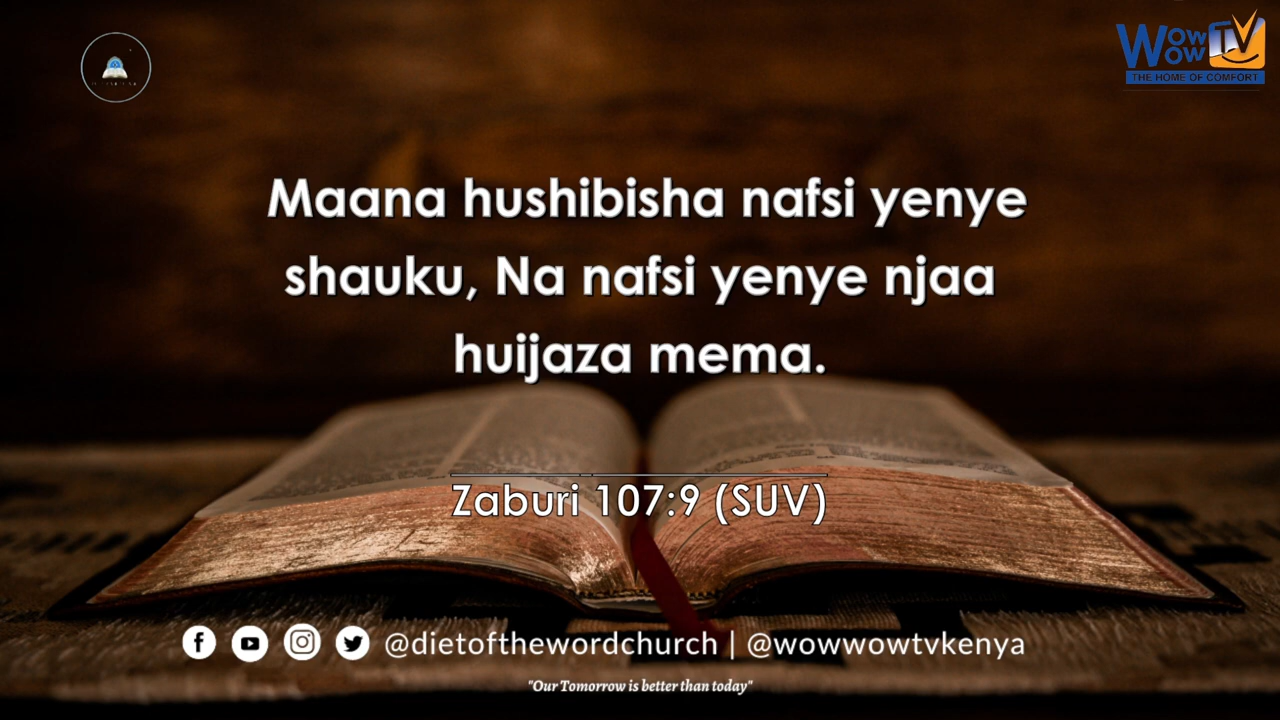 WOW WOW TV
THE HOME OF COMFORT
Maana hushibisha nafsi yenye
shauku, Na nafsi yenye njaa
huijaza mema.
Zaburi 107:9 (SUV)
@dietofthewordchurch | @wowwowtvkenya
"Our Tomorrow is better than today"